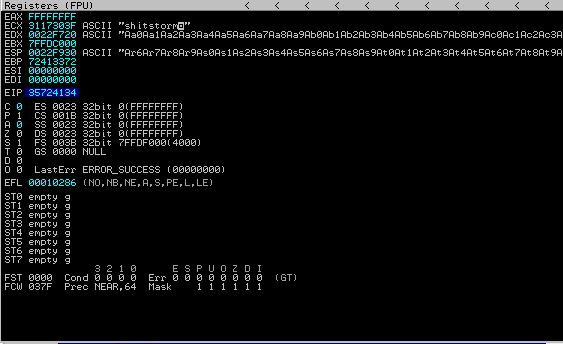 Registers (FPU) < < < < < < <
EAX FFFFFFFF
ECX 3117303F ASCII "shitstorm"
EDX 0022F720 ASCII "Aa0Aa1Aa2Aa3Aa4Aa5Aa6Aa7Aa8Aa9Ab0Ab1Ab2Ab3Ab4Ab5Ab6Ab7Ab8Ab9Ac0Ac1Ac2Ac3A
EBX 7FFDC000
ESP 0022F930 ASCII "Ar6Ar7Ar8Ar9As0As1As2As3As4As5As6As7As8As9At0At1At2At3At4At5At6At7At8At9A
EBP 72413372
ESI 00000000
EDI 00000000
EIP 35724134
C 0 ES 0023 32bit 0(FFFFFFFF)
P 1 CS 001B 32bit 0(FFFFFFFF)
A 0 SS 0023 32bit 0(FFFFFFFF)
Z 0 DS 0023 32bit 0(FFFFFFFF)
S 1 FS 003B 32bit 7FFDF000(4000)
T 0 GS 0000 NULL
D 0
O 0 LastErr ERROR_SUCCESS (00000000)
EFL 00010286 (NO,NB,NE,A,S,PE,L,LE)
ST0 empty g
ST1 empty g
ST2 empty g
ST3 empty g
ST4 empty g
ST5 empty g
ST6 empty g
ST7 empty g
3 2 1 0 E S P U O Z D I
FST 0000 Cond 0 0 0 0 Err 0 0 0 0 0 0 0 0 (GT)
FCW 037F Prec NEAR,64 Mask 1 1 1 1 1 1